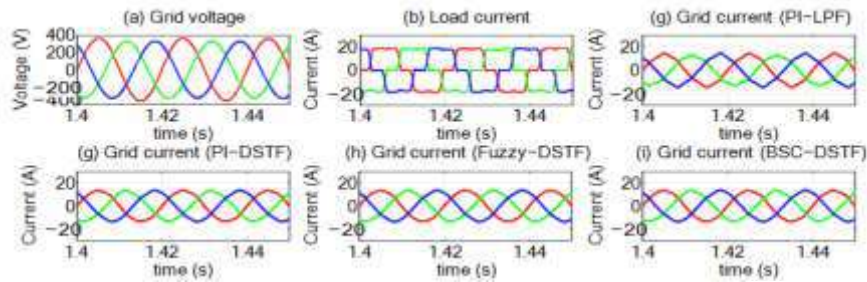 (a) Grid voltage
(b) Load current
(g) Grid current (PI-LPF)
Voltage (V)
400
200
0
-200
-400
1.4
1.42
1.44
time (s)
Current (A)
20
0
-20
1.4
1.42
1.44
time (s)
Current (A)
20
0
-20
1.4
1.42
1.44
time (s)
(g) Grid current (PI-DSTF)
(h) Grid current (Fuzzy-DSTF)
(i) Grid current (BSC-DSTF)
Current (A)
20
0
-20
1.4
1.42
1.44
time (s)
Current (A)
20
0
-20
1.4
1.42
1.44
time (s)
Current (A)
20
0
-20
1.4
1.42
1.44
time (s)